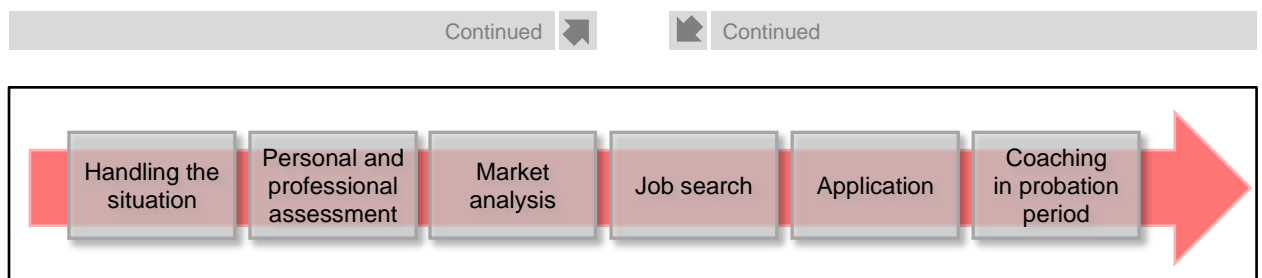 Continued
Continued
Handling the
situation
Personal and
professional
assessment
Market
analysis
Job search
Application
Coaching
in probation
period